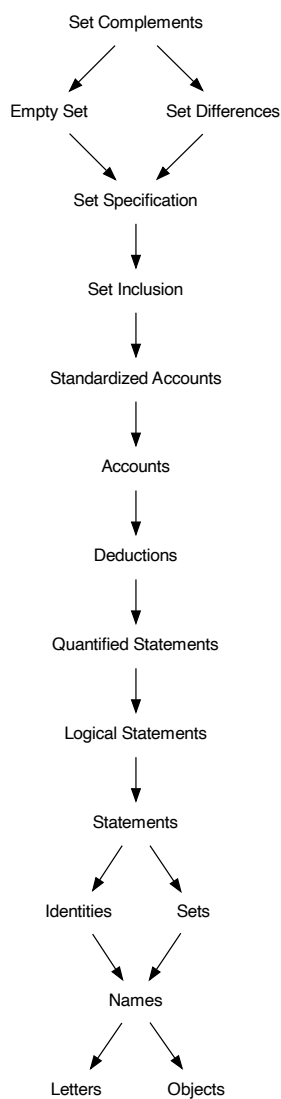 Set Complements
Empty Set
Set Differences
Set Specification
Set Inclusion
Standardized Accounts
Accounts
Deductions
Quantified Statements
Logical Statements
Statements
Identities
Sets
Names
Letters
Objects